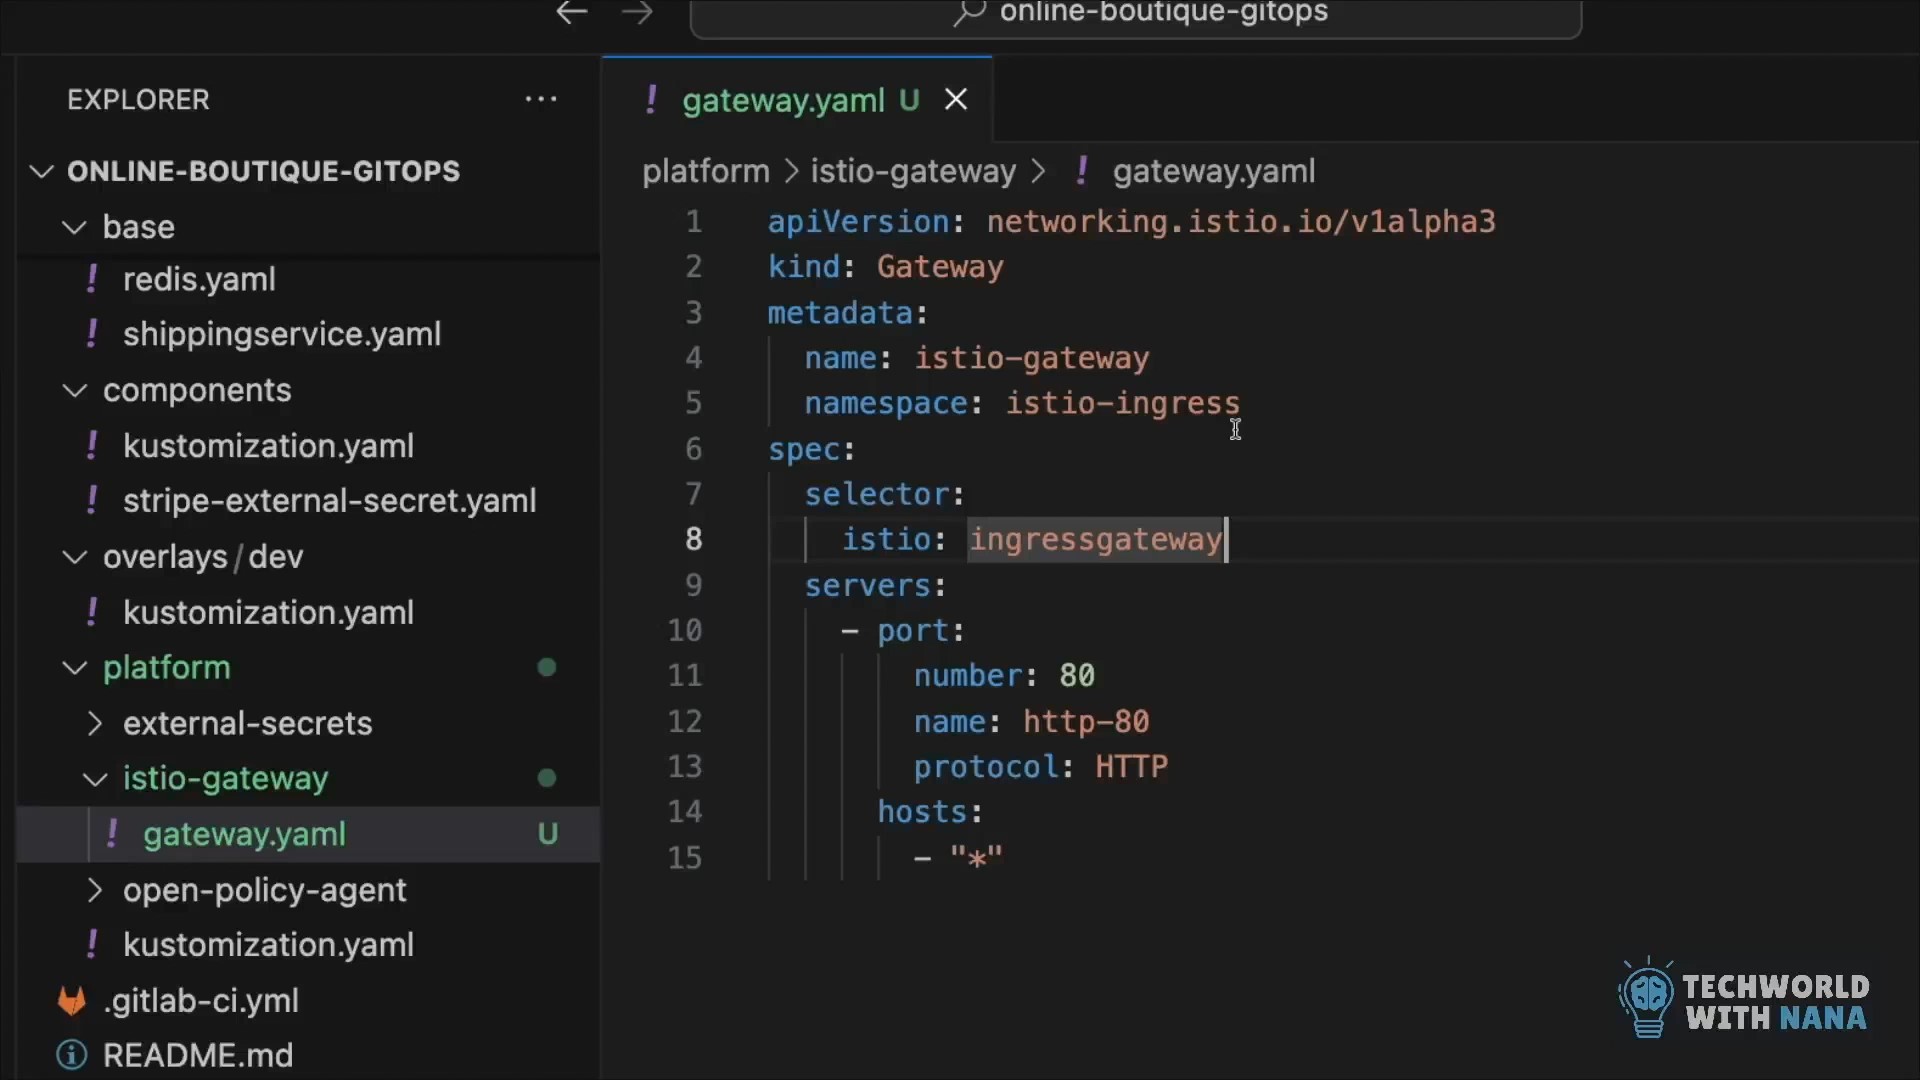 online-boutique-gitops
EXPLORER
ONLINE-BOUTIQUE-GITOPS
base
! redis.yaml
! shippingservice.yaml
components
! kustomization.yaml
! stripe-external-secret.yaml
overlays / dev
! kustomization.yaml
platform
external-secrets
istio-gateway
! gateway.yaml U
open-policy-agent
! kustomization.yaml
.gitlab-ci.yml
README.md
! gateway.yaml U
platform > istio-gateway > ! gateway.yaml
1 apiVersion: networking.istio.io/v1alpha3
2 kind: Gateway
3 metadata:
4 name: istio-gateway
5 namespace: istio-ingress
6 spec:
7 selector:
8 istio: ingressgateway
9 servers:
10 - port:
11 number: 80
12 name: http-80
13 protocol: HTTP
14 hosts:
15 - "*"
TECHWORLD
WITH NANA